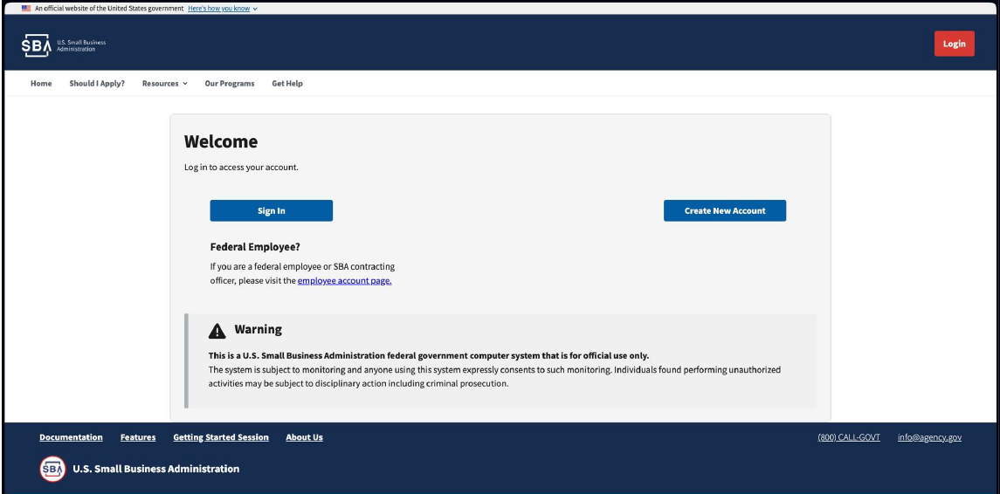 An official website of the United States government Here's how you know
SBA U.S. Small Business
Administration
Login
Home Should I Apply? Resources Our Programs Get Help
Welcome
Log in to access your account.
Sign In Create New Account
Federal Employee?
If you are a federal employee or SBA contracting
officer, please visit the employee account page.
Warning
This is a U.S. Small Business Administration federal government computer system that is for official use only.
The system is subject to monitoring and anyone using this system expressly consents to such monitoring. Individuals found performing unauthorized
activities may be subject to disciplinary action including criminal prosecution.
Documentation Features Getting Started Session About Us (800) CALL-GOVT info@agency.gov
SBA U.S. Small Business Administration